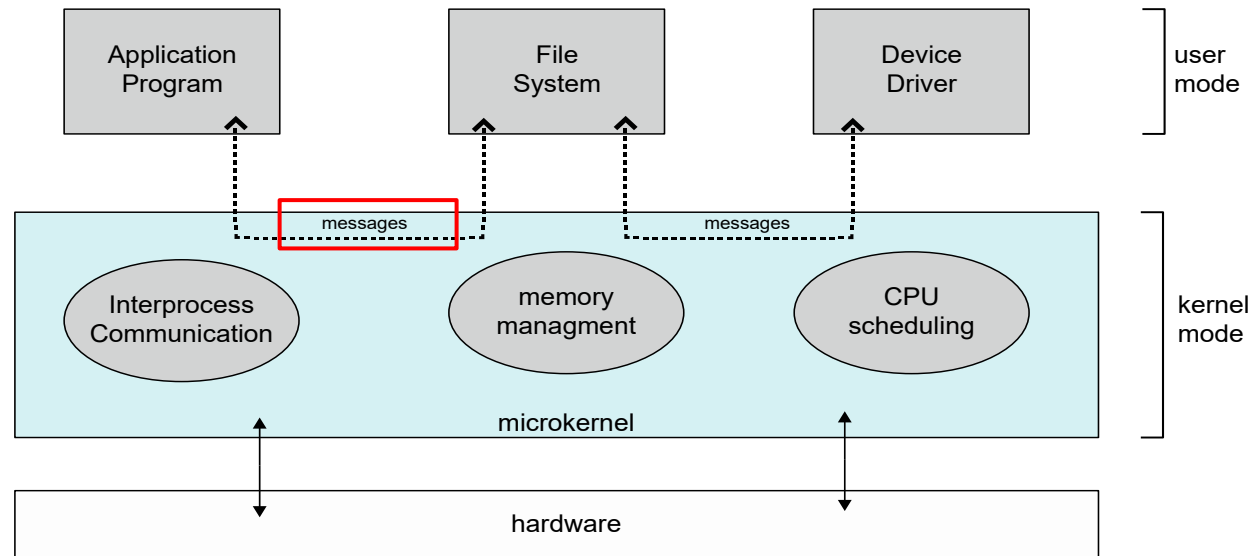 Application
Program
File
System
Device
Driver
user
mode
messages
messages
Interprocess
Communication
memory
managment
CPU
scheduling
kernel
mode
microkernel
hardware